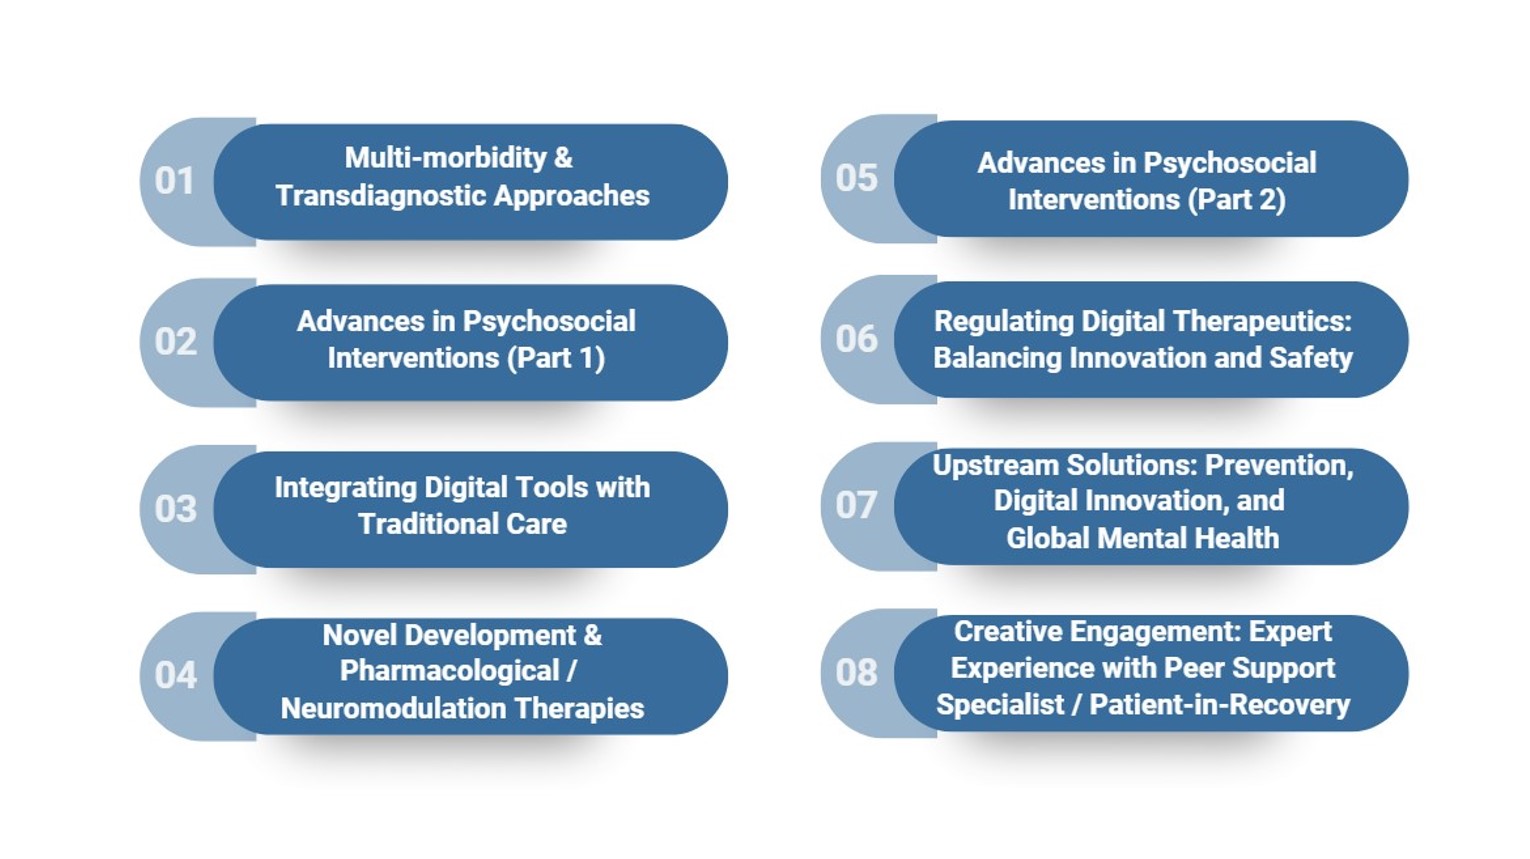 01
Multi-morbidity &
Transdiagnostic Approaches
02
Advances in Psychosocial
Interventions (Part 1)
03
Integrating Digital Tools with
Traditional Care
04
Novel Development &
Pharmacological /
Neuromodulation Therapies
05
Advances in Psychosocial
Interventions (Part 2)
06
Regulating Digital Therapeutics:
Balancing Innovation and Safety
07
Upstream Solutions: Prevention,
Digital Innovation, and
Global Mental Health
08
Creative Engagement: Expert
Experience with Peer Support
Specialist / Patient-in-Recovery